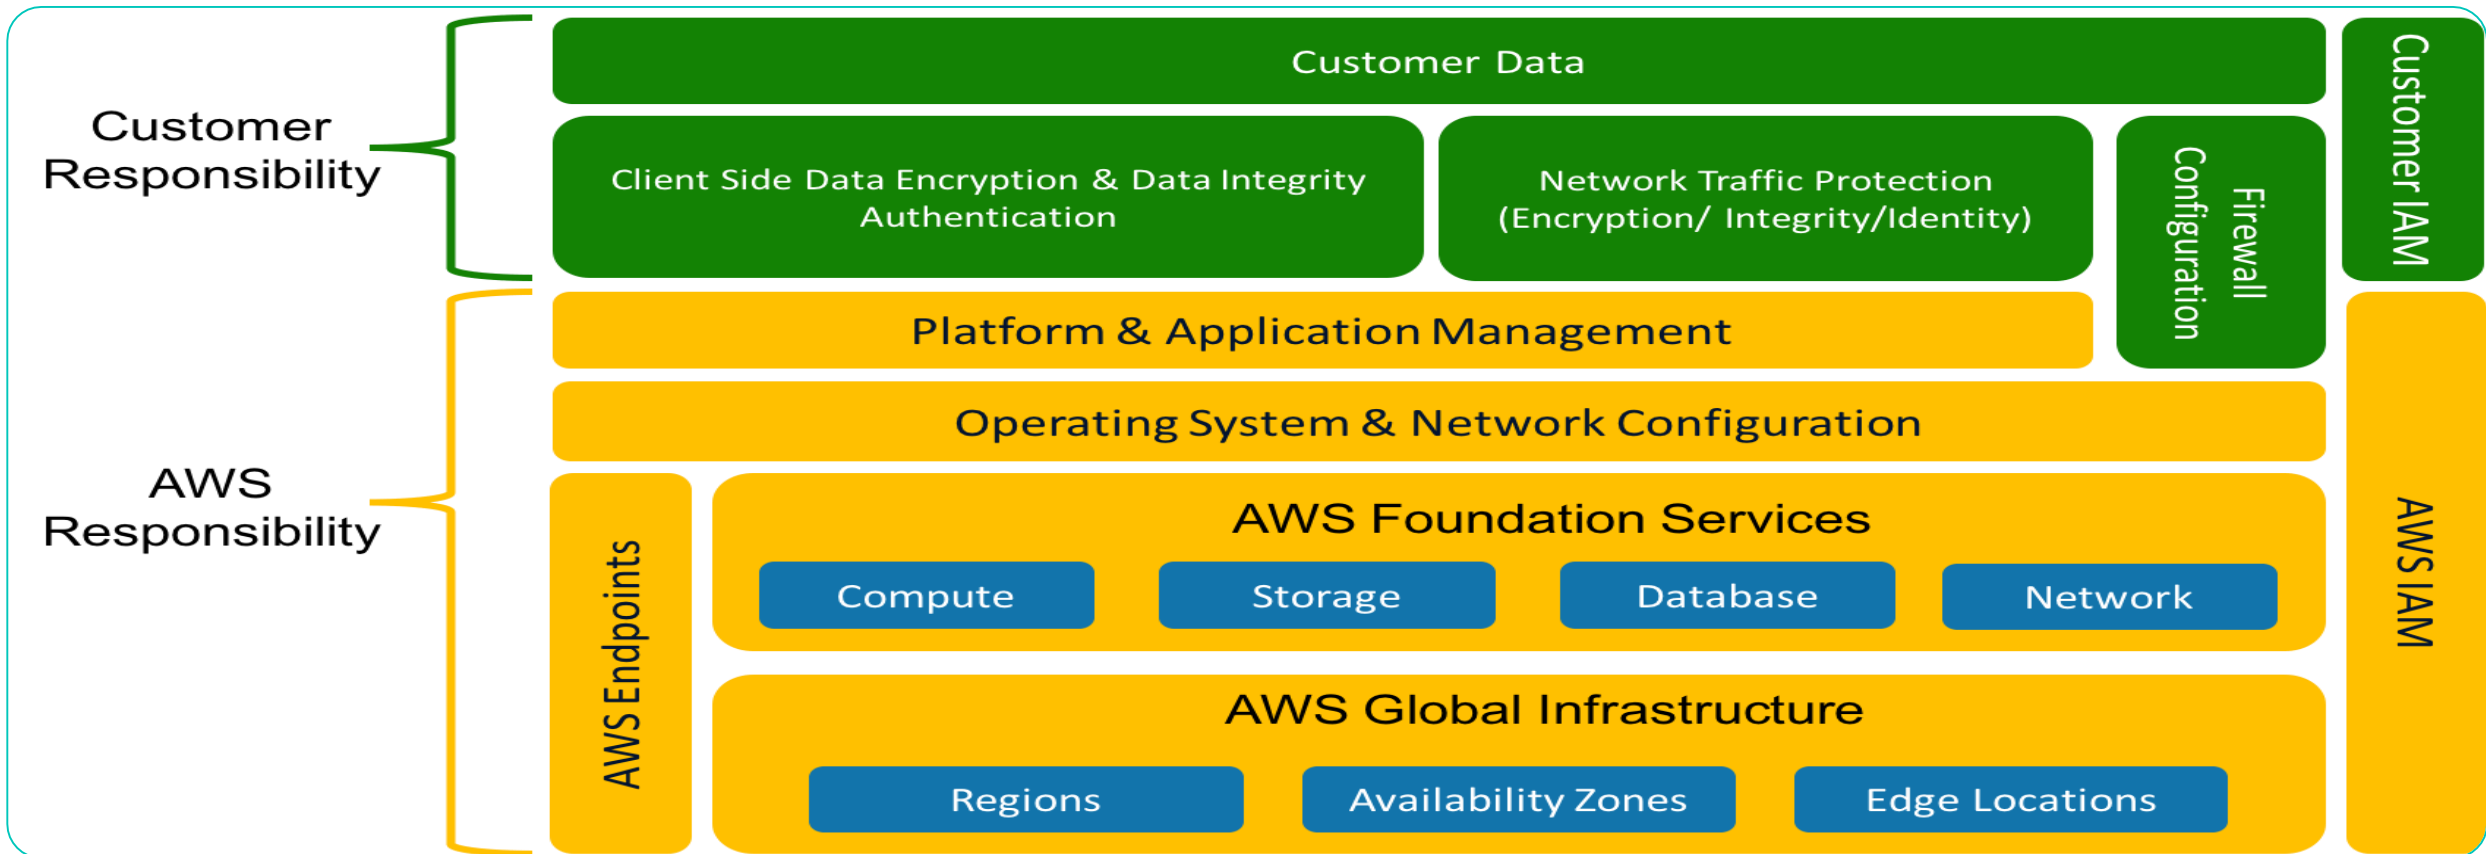 Customer Data
Customer IAM
Customer
Responsibility
Client Side Data Encryption & Data Integrity
Authentication
Network Traffic Protection
(Encryption/ Integrity/Identity)
Firewall
Configuration
Platform & Application Management
Operating System & Network Configuration
AWS
Responsibility
AWS Endpoints
AWS Foundation Services
Compute
Storage
Database
Network
AWS IAM
AWS Global Infrastructure
Regions
Availability Zones
Edge Locations